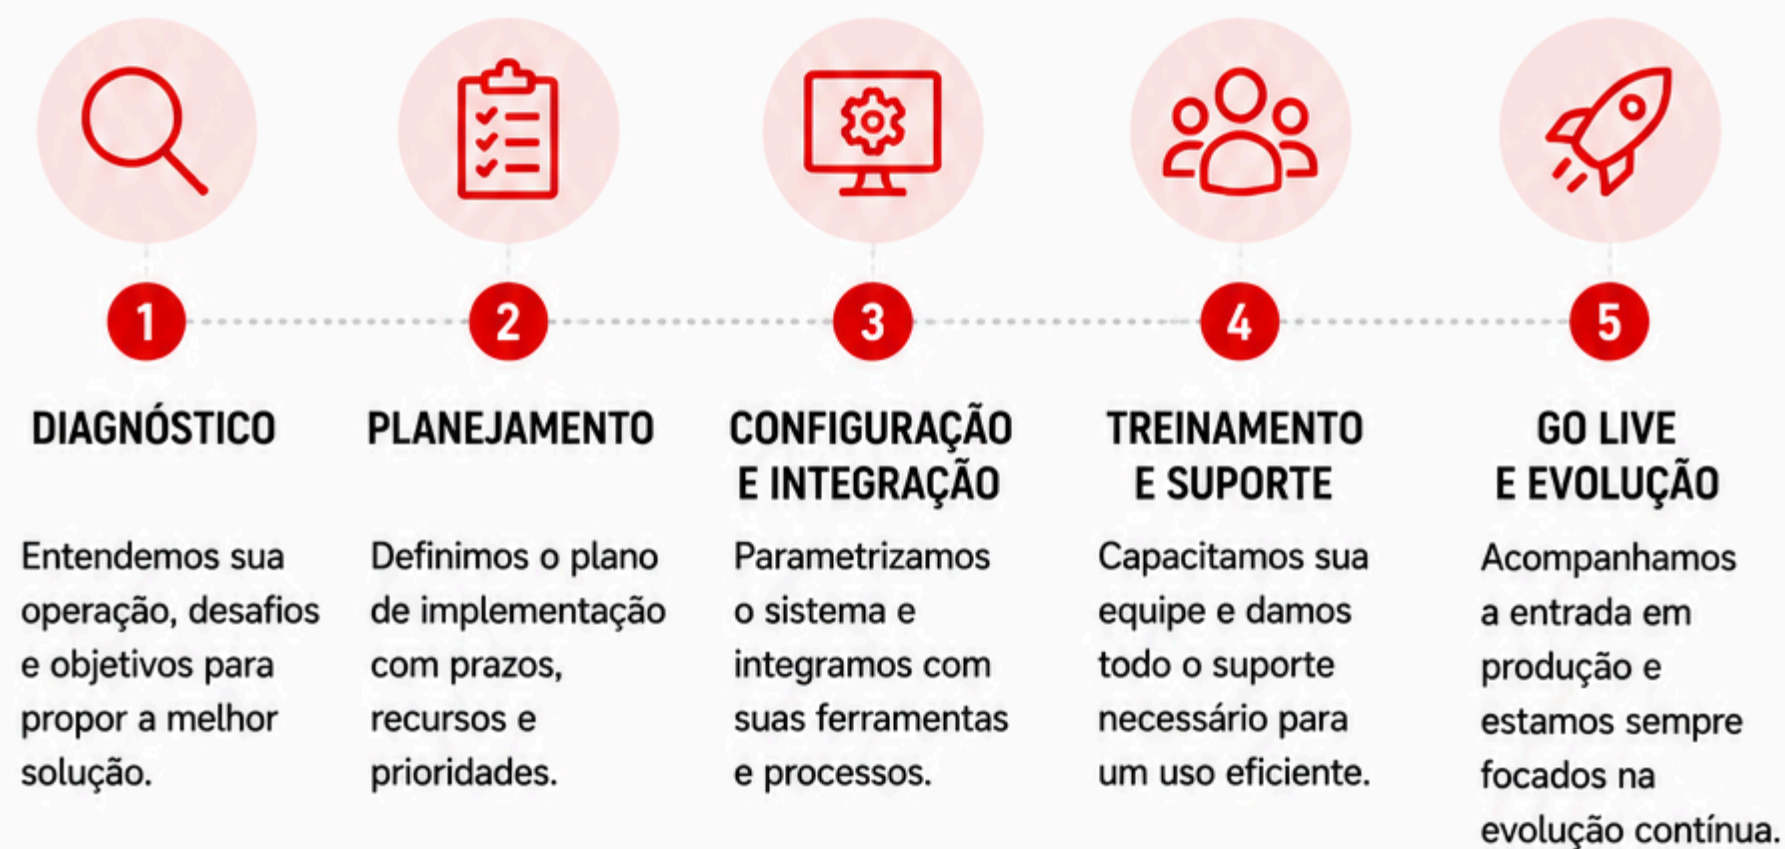 1
2
3
4
5
DIAGNÓSTICO
Entendemos sua
operação, desafios
e objetivos para
propor a melhor
solução.
PLANEJAMENTO
Definimos o plano
de implementação
com prazos,
recursos e
prioridades.
CONFIGURAÇÃO
E INTEGRAÇÃO
Parametrizamos
o sistema e
integramos com
suas ferramentas
e processos.
TREINAMENTO
E SUPORTE
Capacitamos sua
equipe e damos
todo o suporte
necessário para
um uso eficiente.
GO LIVE
E EVOLUÇÃO
Acompanhamos
a entrada em
produção e
estamos sempre
focados na
evolução contínua.